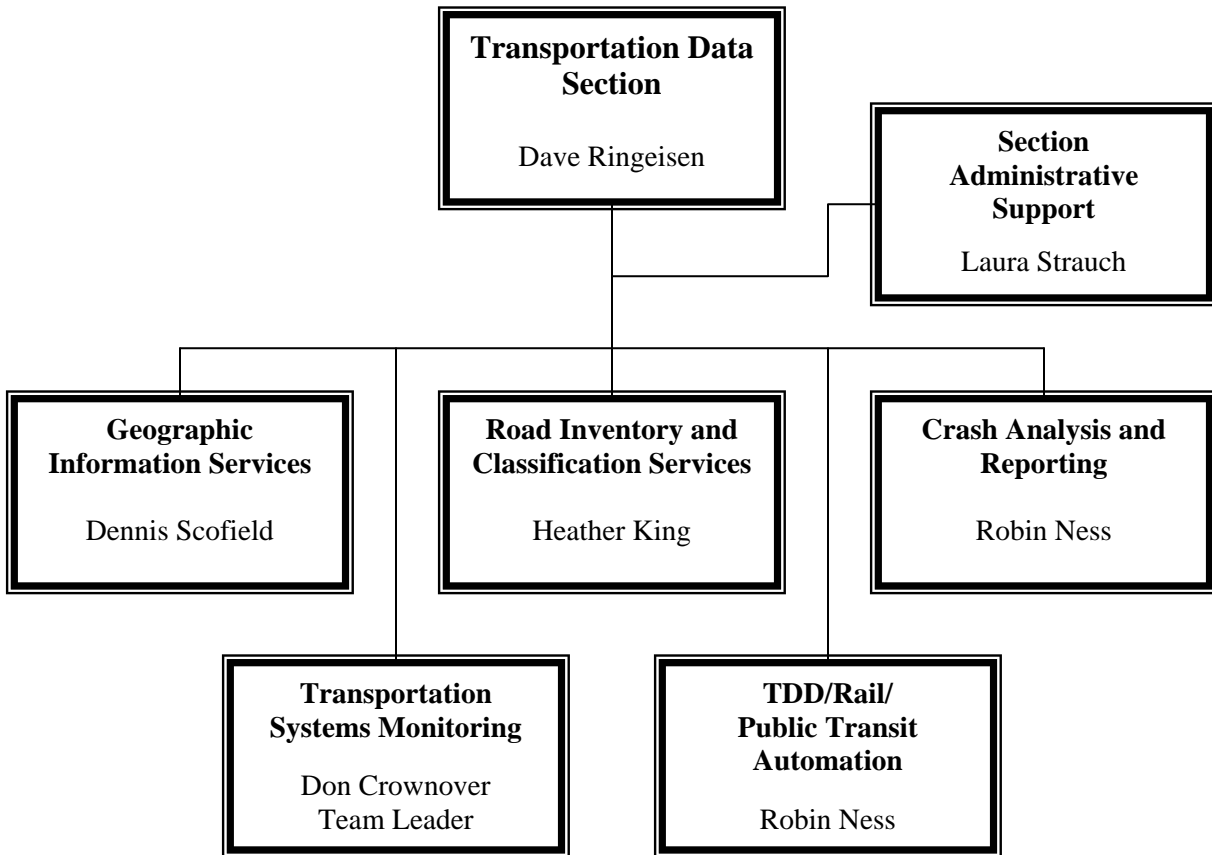 Transportation Data
Section
Dave Ringeisen
Section
Administrative
Support
Laura Strauch
Geographic
Information Services
Dennis Scofield
Road Inventory and
Classification Services
Heather King
Crash Analysis and
Reporting
Robin Ness
Transportation
Systems Monitoring
Don Crownover
Team Leader
TDD/Rail/
Public Transit
Automation
Robin Ness